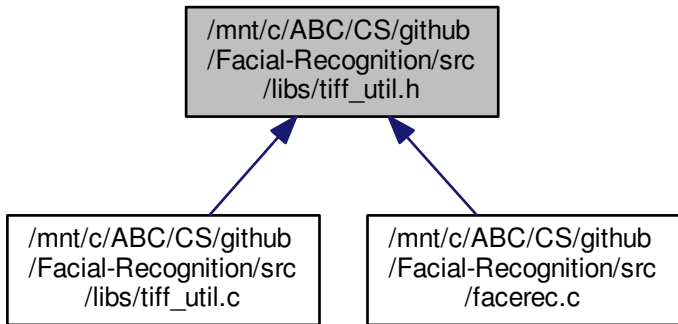 /mnt/c/ABC/CS/github
/Facial-Recognition/src
/libs/tiff_util.h
/mnt/c/ABC/CS/github
/Facial-Recognition/src
/libs/tiff_util.c
/mnt/c/ABC/CS/github
/Facial-Recognition/src
/facerec.c